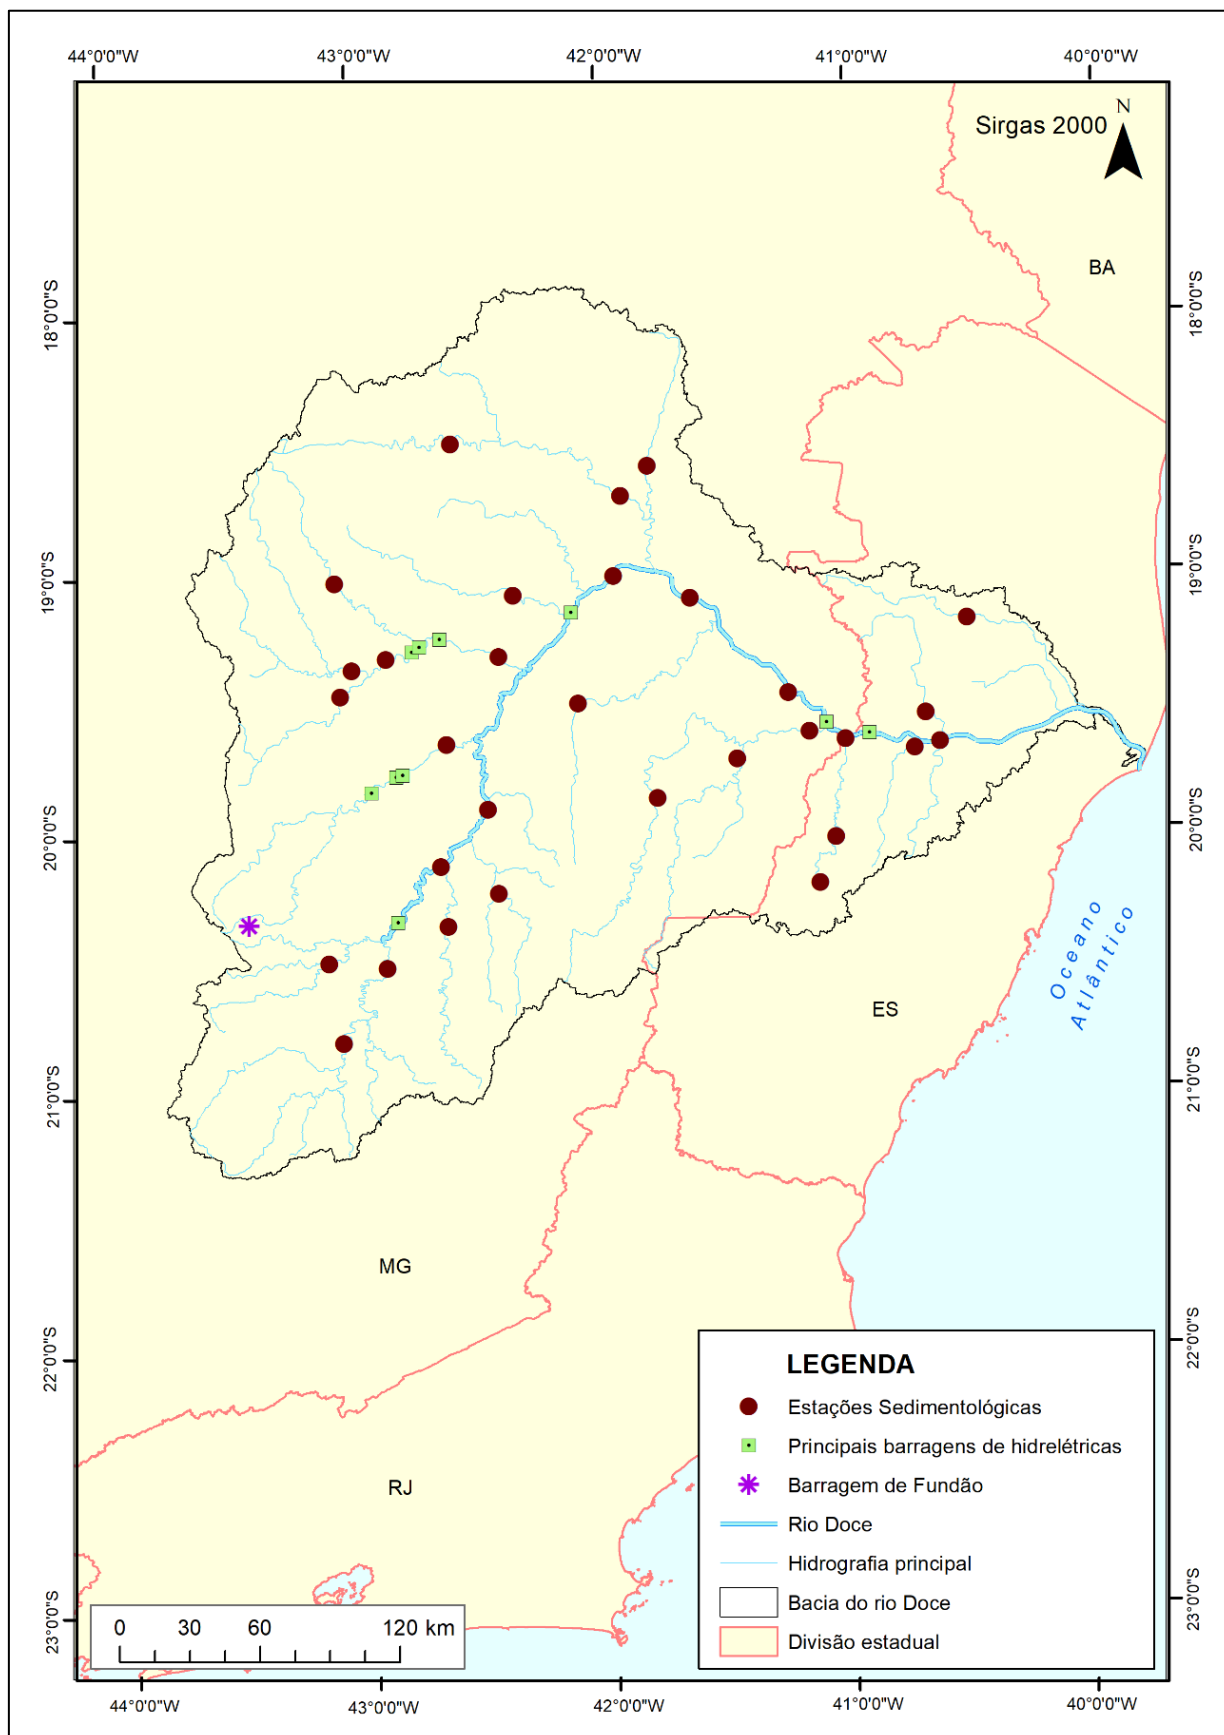 44°0'0"W 43°0'0"W 42°0'0"W 41°0'0"W 40°0'0"W
N
Sirgas 2000
BA
18°0'0"S 18°0'0"S
19°0'0"S 19°0'0"S
20°0'0"S 20°0'0"S
Oceano
Atlântico
ES
21°0'0"S 21°0'0"S
MG
22°0'0"S 22°0'0"S
LEGENDA
Estações Sedimentológicas
Principais barragens de hidrelétricas
Barragem de Fundão
Rio Doce
Hidrografia principal
Bacia do rio Doce
Divisão estadual
RJ
23°0'0"S 23°0'0"S
0 30 60 120 km
44°0'0"W 43°0'0"W 42°0'0"W 41°0'0"W 40°0'0"W